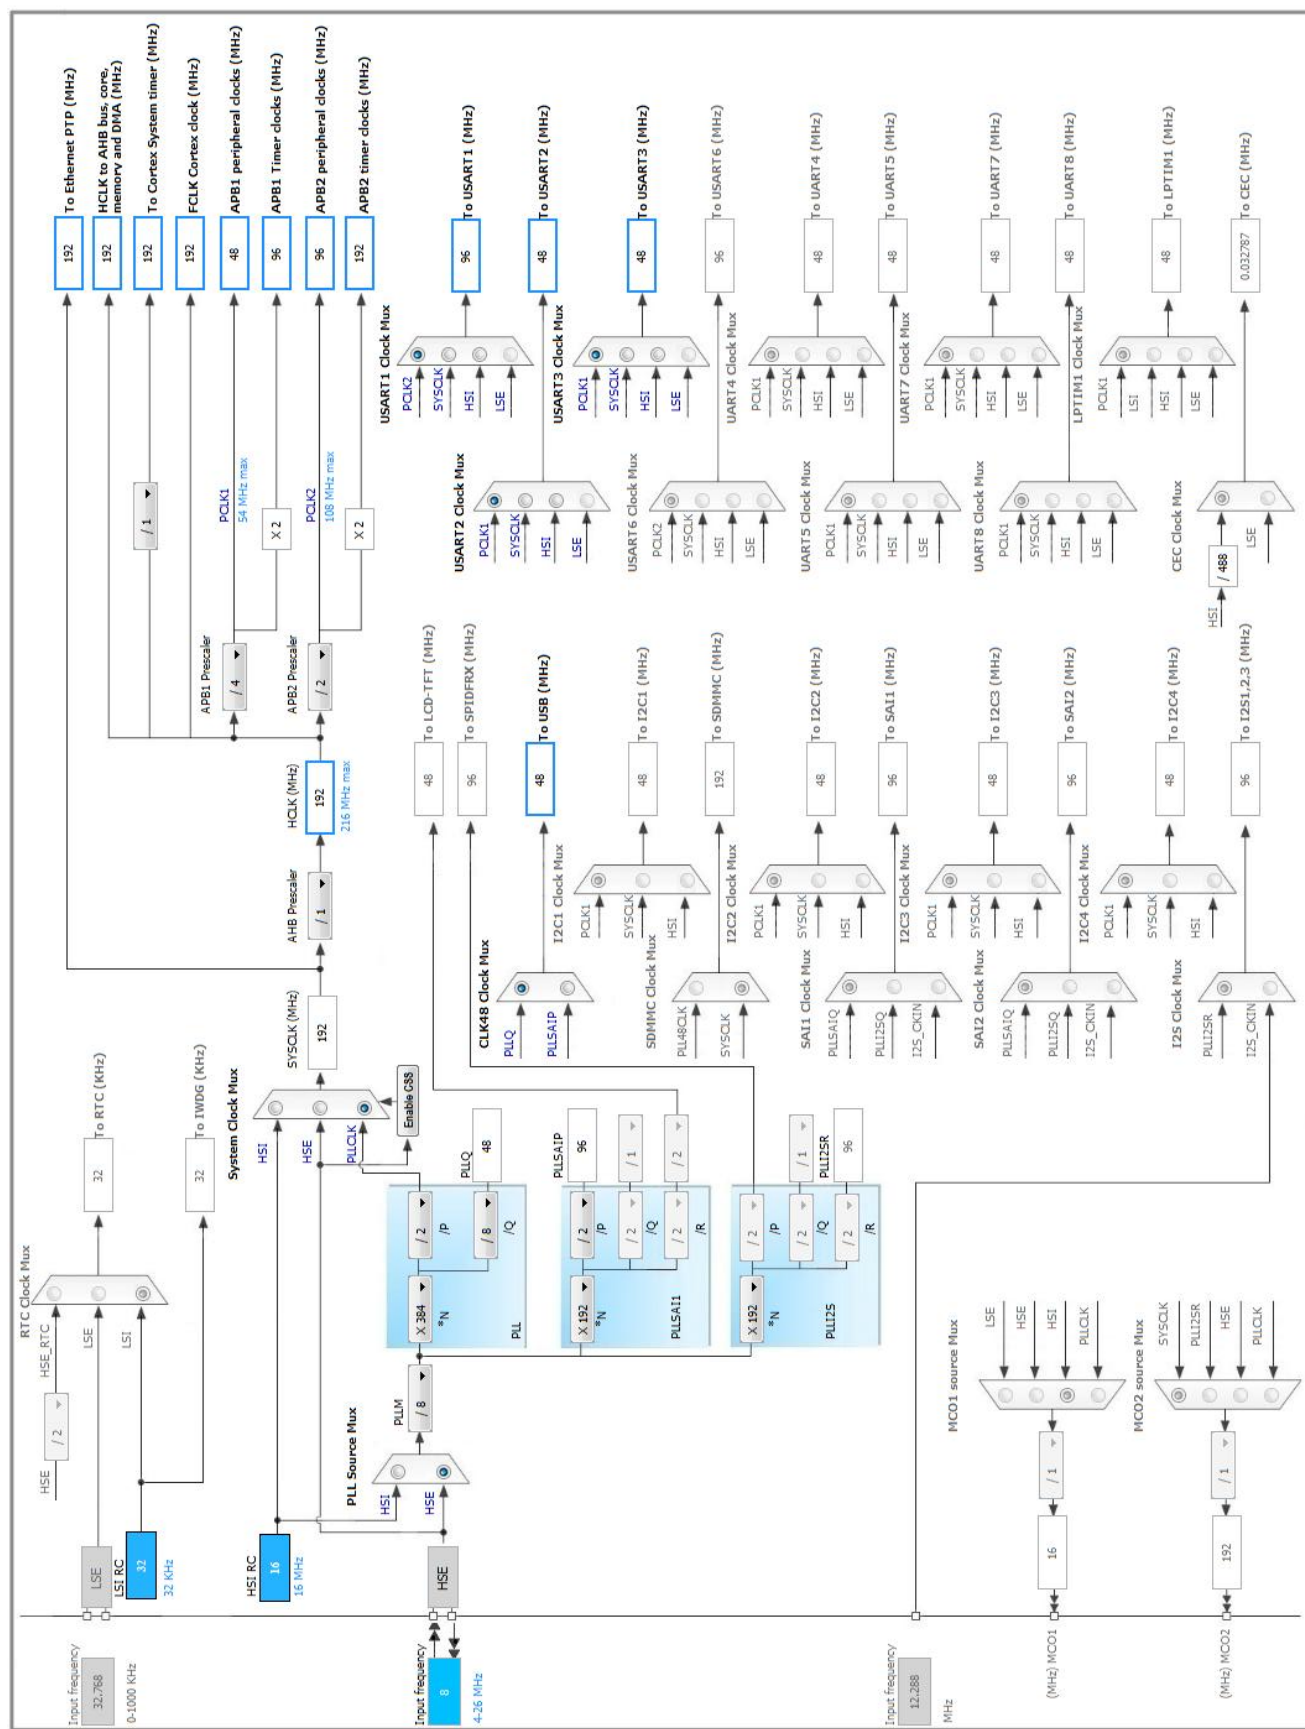 Input frequency
32.768
0-1000 KHz
LSE
LSI RC
32
32 KHz
HSE
/ 2
HSE_RTC
LSE
LSI
RTC Clock Mux
32
To RTC (KHz)
32
To IWDG (KHz)
HSI RC
16
16 MHz
Input frequency
8
4-26 MHz
HSE
PLL Source Mux
HSI
HSE
PLLM
/ 8
X 384
*N
/ 2
/P
/ 8
/Q
PLL
PLLQ
48
X 192
*N
/ 2
/P
/ 2
/Q
/ 2
/R
PLLSAI1
PLLSAIP
96
/ 1
/ 2
X 192
*N
/ 2
/P
/ 2
/Q
/ 2
/R
PLLI2S
/ 1
PLLI2SR
96
System Clock Mux
HSI
HSE
PLLCLK
Enable CSS
SYSCLK (MHz)
192
AHB Prescaler
/ 1
HCLK (MHz)
192
216 MHz max
APB1 Prescaler
/ 4
APB2 Prescaler
/ 2
/ 1
PCLK1
54 MHz max
X 2
PCLK2
108 MHz max
X 2
192
To Ethernet PTP (MHz)
192
HCLK to AHB bus, core,
memory and DMA (MHz)
192
To Cortex System timer (MHz)
192
FCLK Cortex clock (MHz)
48
APB1 peripheral clocks (MHz)
96
APB1 Timer clocks (MHz)
96
APB2 peripheral clocks (MHz)
192
APB2 timer clocks (MHz)
48
To LCD-TFT (MHz)
96
To SPIDFRX (MHz)
CLK48 Clock Mux
PLLQ
PLLSAIP
48
To USB (MHz)
I2C1 Clock Mux
PCLK1
SYSCLK
HSI
48
To I2C1 (MHz)
SDMMC Clock Mux
PLL48CLK
SYSCLK
192
To SDMMC (MHz)
I2C2 Clock Mux
PCLK1
SYSCLK
HSI
48
To I2C2 (MHz)
SAI1 Clock Mux
PLLSAIQ
PLLI2SQ
I2S_CKIN
96
To SAI1 (MHz)
I2C3 Clock Mux
PCLK1
SYSCLK
HSI
48
To I2C3 (MHz)
SAI2 Clock Mux
PLLSAIQ
PLLI2SQ
I2S_CKIN
96
To SAI2 (MHz)
I2C4 Clock Mux
PCLK1
SYSCLK
HSI
48
To I2C4 (MHz)
I2S Clock Mux
PLLI2SR
I2S_CKIN
96
To I2S1,2,3 (MHz)
USART1 Clock Mux
PCLK2
SYSCLK
HSI
LSE
96
To USART1 (MHz)
USART2 Clock Mux
PCLK1
SYSCLK
HSI
LSE
48
To USART2 (MHz)
USART3 Clock Mux
PCLK1
SYSCLK
HSI
LSE
48
To USART3 (MHz)
USART6 Clock Mux
PCLK2
SYSCLK
HSI
LSE
96
To USART6 (MHz)
UART4 Clock Mux
PCLK1
SYSCLK
HSI
LSE
48
To UART4 (MHz)
UART5 Clock Mux
PCLK1
SYSCLK
HSI
LSE
48
To UART5 (MHz)
UART7 Clock Mux
PCLK1
SYSCLK
HSI
LSE
48
To UART7 (MHz)
UART8 Clock Mux
PCLK1
SYSCLK
HSI
LSE
48
To UART8 (MHz)
LPTIM1 Clock Mux
PCLK1
LSI
HSI
LSE
48
To LPTIM1 (MHz)
CEC Clock Mux
HSI
/ 488
LSE
0.032787
To CEC (MHz)
Input frequency
12.288
MHz
MCO1 source Mux
LSE
HSE
HSI
PLLCLK
/ 1
16
(MHz) MCO1
MCO2 source Mux
SYSCLK
PLLI2SR
HSE
PLLCLK
/ 1
192
(MHz) MCO2